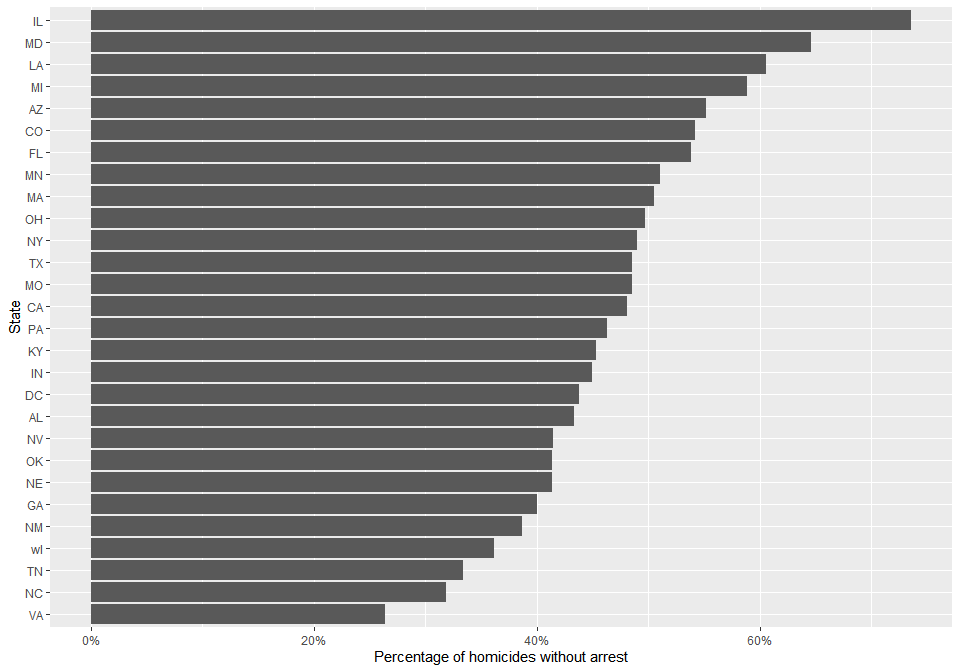 IL
MD
LA
MI
AZ
CO
FL
MN
MA
OH
NY
TX
MO
CA
PA
KY
IN
DC
AL
NV
OK
NE
GA
NM
wI
TN
NC
VA
State
0% 20% 40% 60%
Percentage of homicides without arrest